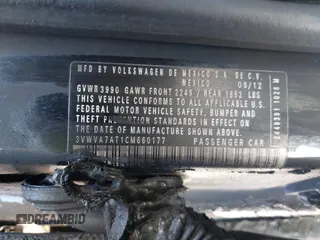 MFD BY VOLKSWAGEN DE MEXICO S.A. DE C.V.
MEXICO 06/12
GVWR 3990 GAWR FRONT 2249 / REAR 1852 LBS
THIS VEHICLE CONFORMS TO ALL APPLICABLE U.S.
FEDERAL MOTOR VEHICLE SAFETY, BUMPER AND
THEFT PREVENTION STANDARDS IN EFFECT ON
THE DATE OF MANUFACTURE SHOWN ABOVE.
3VWVA7AT1CM660177 PASSENGER CAR
DREAMBID